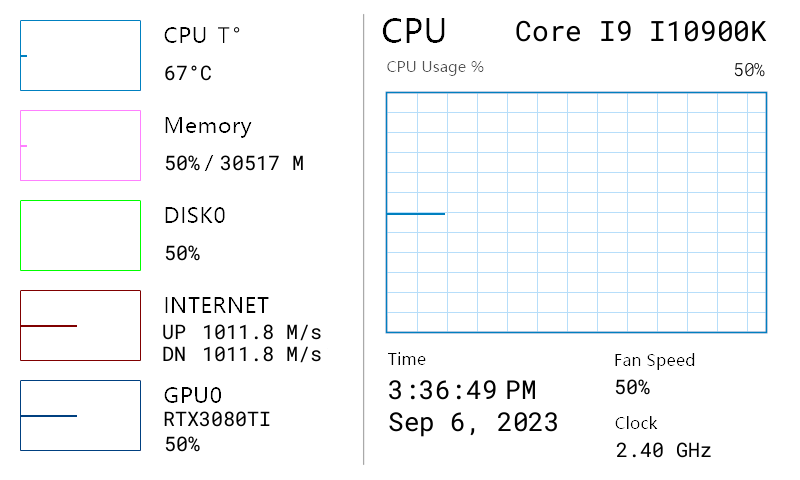 CPU T°
67°C
Memory
50%/ 30517 M
DISK0
50%
INTERNET
UP 1011.8 M/s
DN 1011.8 M/s
GPU0
RTX3080TI
50%
CPU
Core I9 I10900K
CPU Usage %
50%
Time
3:36:49 PM
Sep 6, 2023
Fan Speed
50%
Clock
2.40 GHz